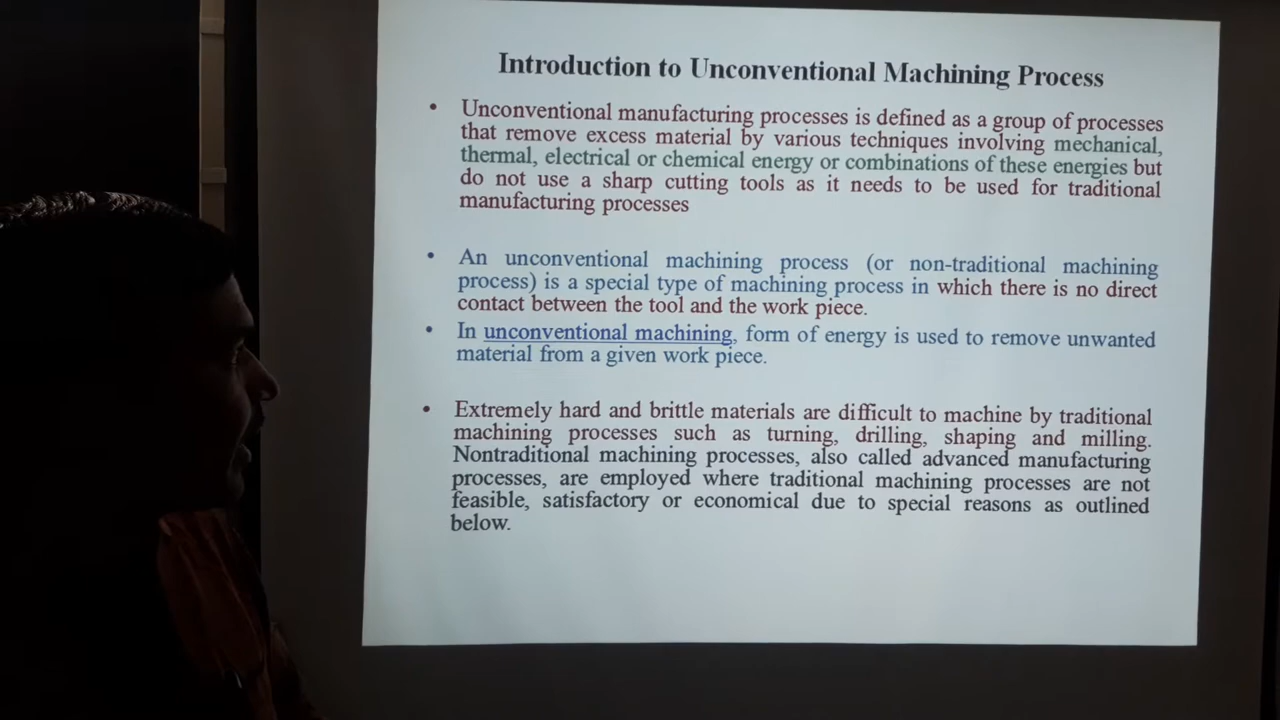 Introduction to Unconventional Machining Process
• Unconventional manufacturing processes is defined as a group of processes
that remove excess material by various techniques involving mechanical,
thermal, electrical or chemical energy or combinations of these energies but
do not use a sharp cutting tools as it needs to be used for traditional
manufacturing processes
• An unconventional machining process (or non-traditional machining
process) is a special type of machining process in which there is no direct
contact between the tool and the work piece.
• In unconventional machining, form of energy is used to remove unwanted
material from a given work piece.
• Extremely hard and brittle materials are difficult to machine by traditional
machining processes such as turning, drilling, shaping and milling.
Nontraditional machining processes, also called advanced manufacturing
processes, are employed where traditional machining processes are not
feasible, satisfactory or economical due to special reasons as outlined
below.